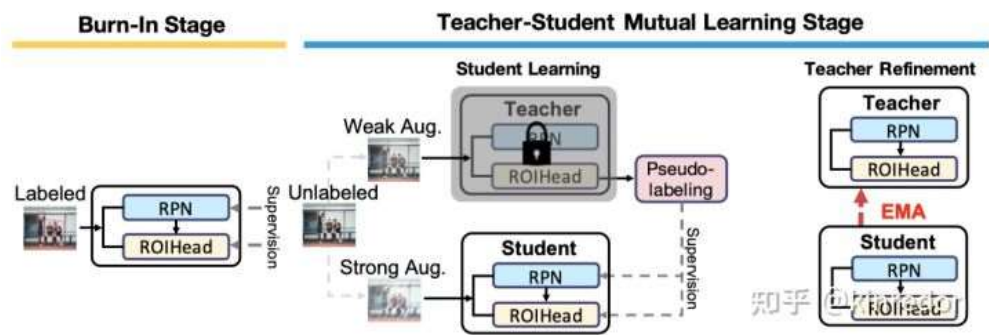 Burn-In Stage
Labeled
RPN
ROIHead
Supervision
Teacher-Student Mutual Learning Stage
Student Learning
Unlabeled
Weak Aug.
Teacher
RPN
ROIHead
Pseudo-
labeling
Supervision
Strong Aug.
Student
RPN
ROIHead
Teacher Refinement
Teacher
RPN
ROIHead
EMA
Student
RPN
ROIHead
知乎